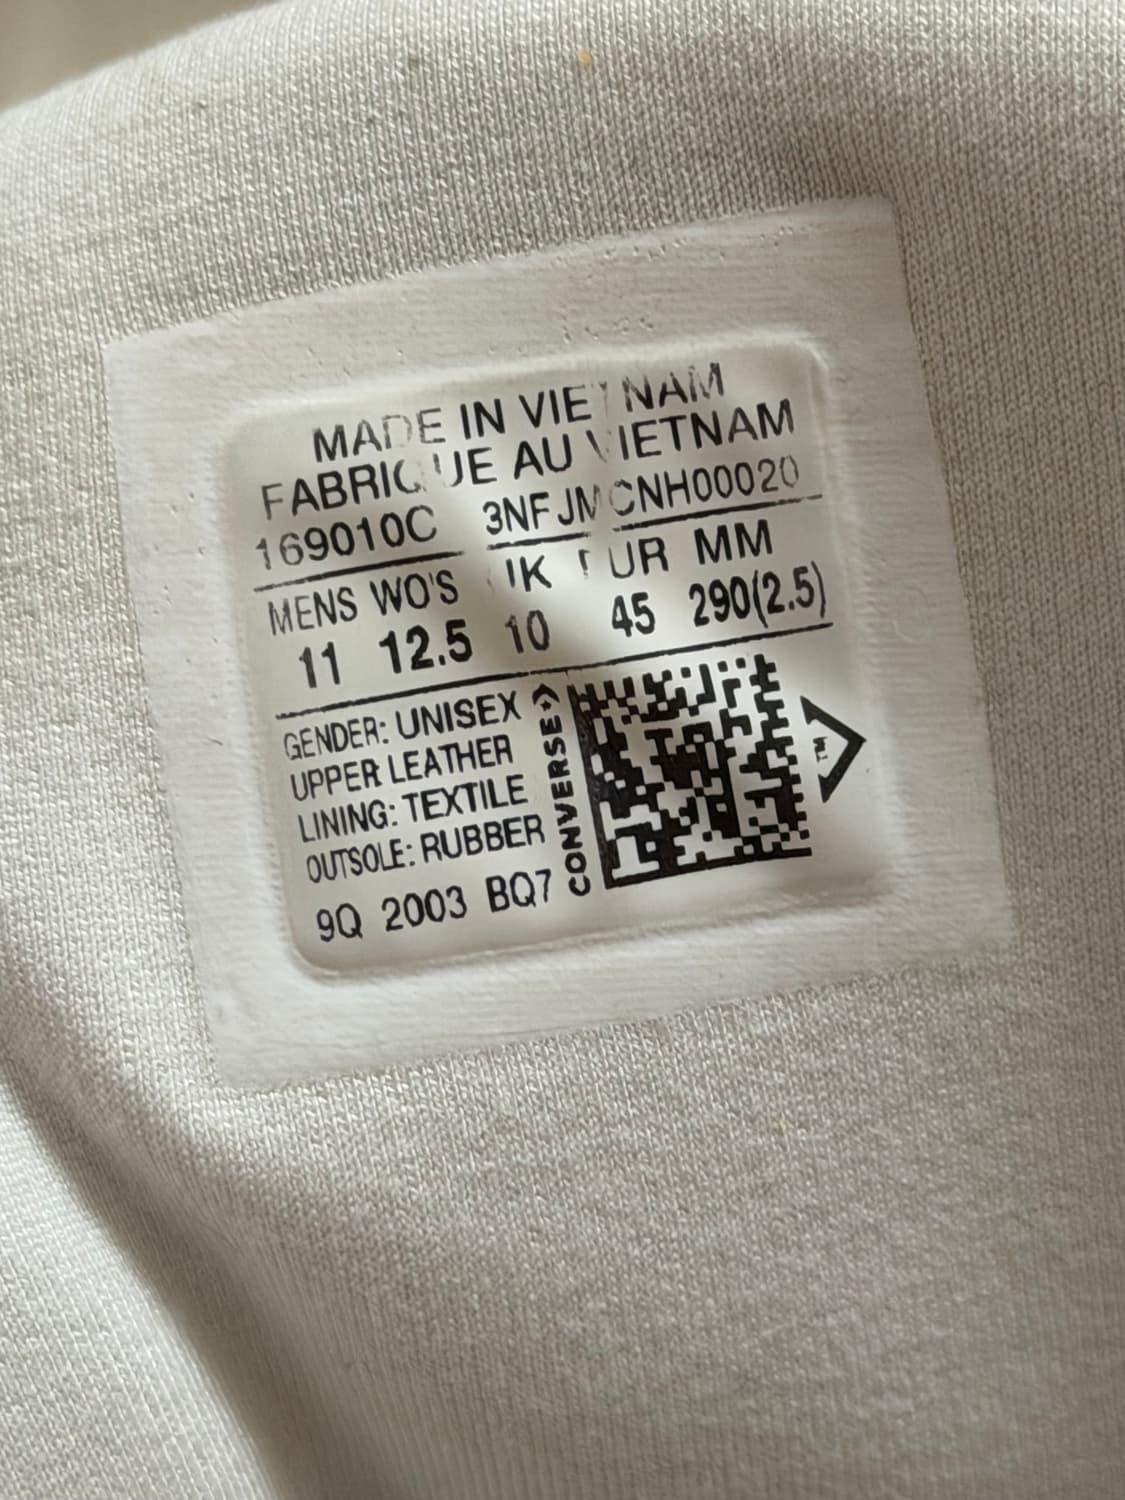 MADE IN VIETNAM
FABRIQUE AU VIETNAM
169010C 3NFJMCNH00020
MENS WO'S UK EUR MM
11 12.5 10 45 290(2.5)
GENDER: UNISEX
UPPER LEATHER
LINING: TEXTILE
OUTSOLE: RUBBER
9Q 2003 BQ7
CONVERSE
TM